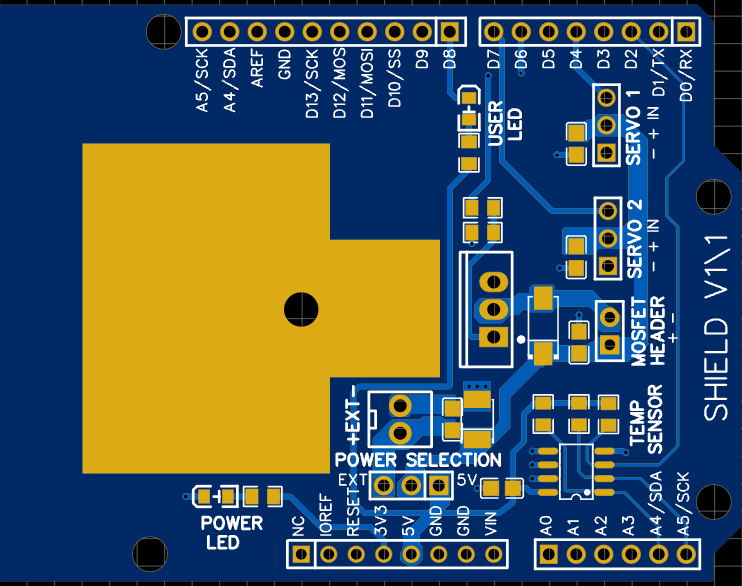 A5/SCK
A4/SDA
AREF
GND
D13/SCK
D12/MOS
D11/MOSI
D10/SS
D9
D8
D7
D6
D5
D4
D3
D2
D1/TX
D0/RX
USER
LED
SERVO 1
- + IN
SERVO 2
- + IN
MOSFET
HEADER
+ -
SHIELD V1\1
+EXT-
TEMP
SENSOR
POWER SELECTION
EXT
5V
POWER
LED
NC
IOREF
RESET
3V3
5V
GND
GND
VIN
A0
A1
A2
A3
A4/SDA
A5/SCK